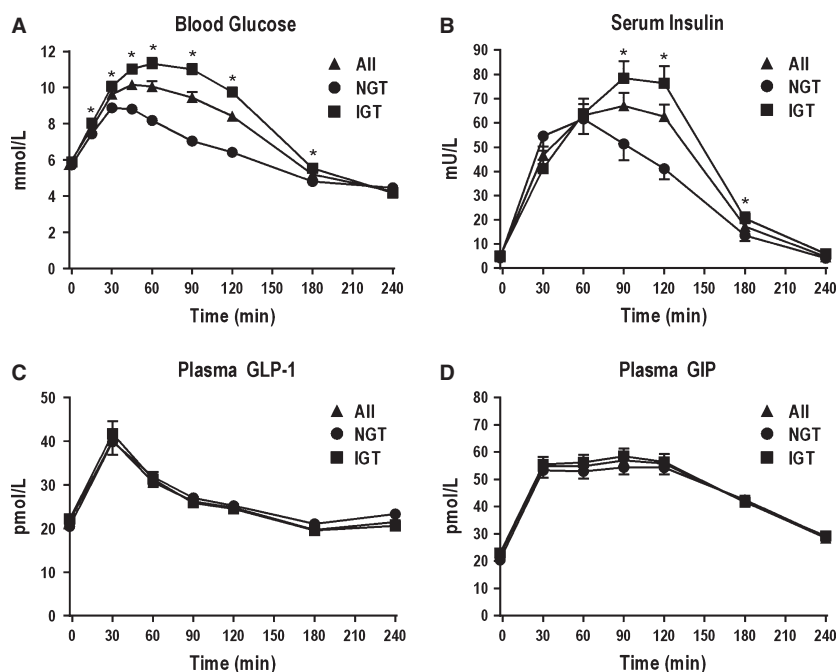 A
Blood Glucose
12
10
8
6
4
2
0
mmol/L
* * * * * * *
All
NGT
IGT
0 30 60 90 120 150 180 210 240
Time (min)
B
Serum Insulin
90
80
70
60
50
40
30
20
10
0
mU/L
* * *
All
NGT
IGT
0 30 60 90 120 150 180 210 240
Time (min)
C
Plasma GLP-1
50
40
30
20
10
0
pmol/L
All
NGT
IGT
0 30 60 90 120 150 180 210 240
Time (min)
D
Plasma GIP
80
70
60
50
40
30
20
10
0
pmol/L
All
NGT
IGT
0 30 60 90 120 150 180 210 240
Time (min)